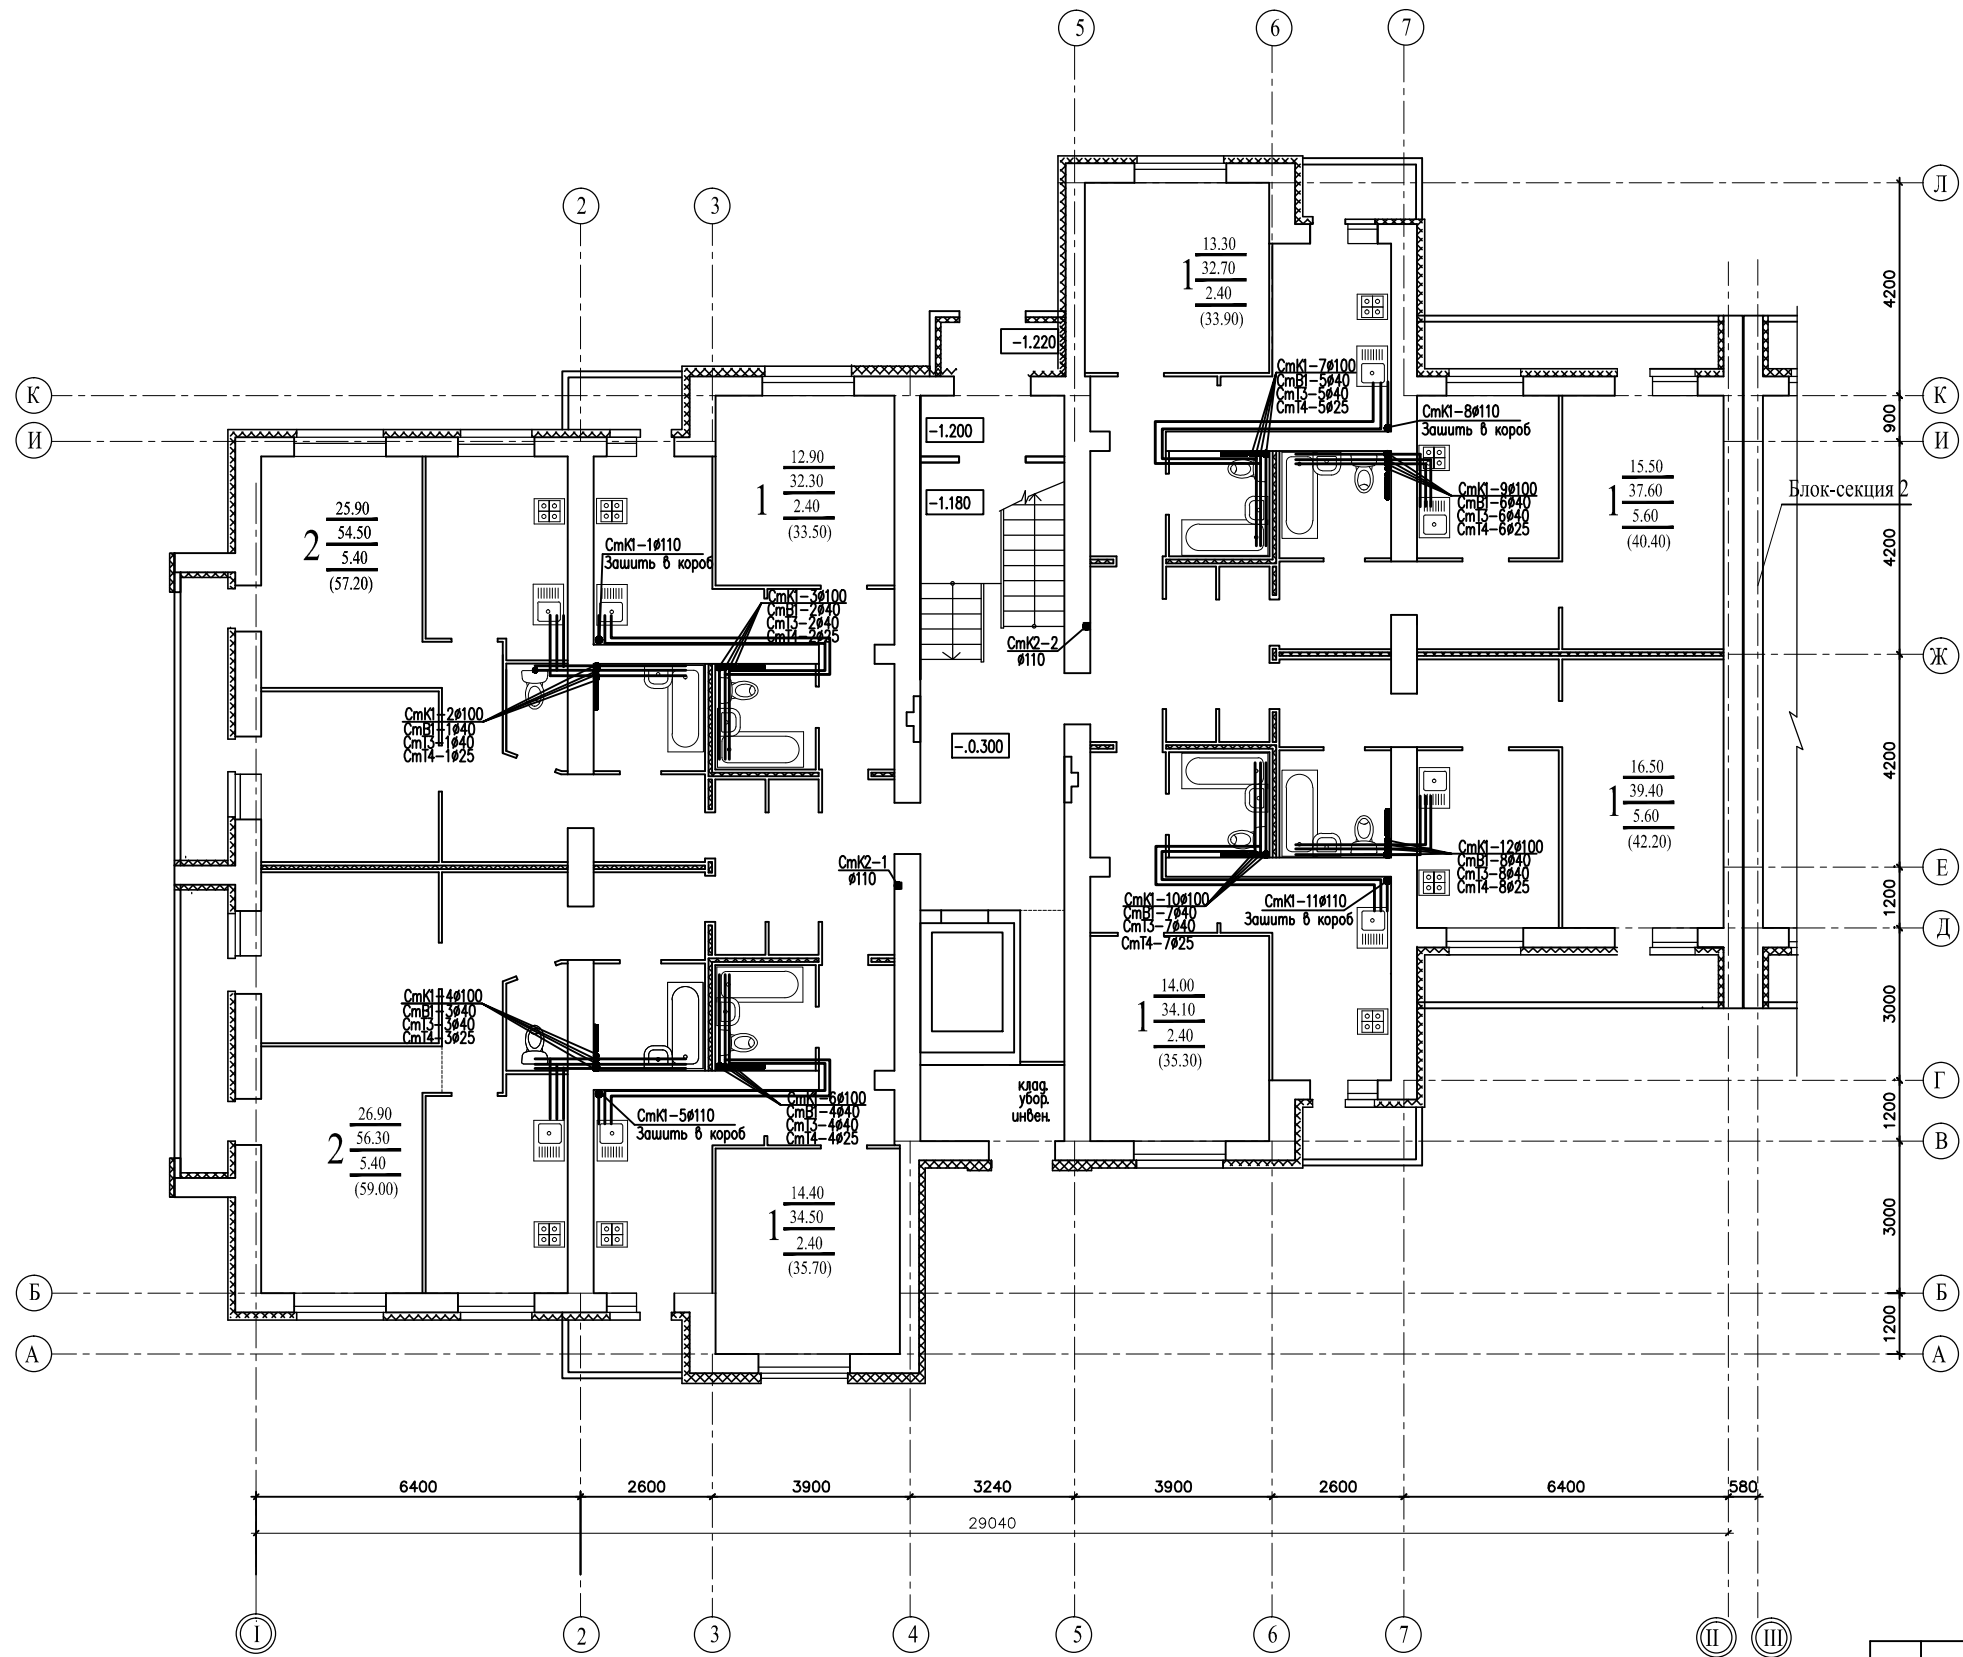 5
6
7
Л
2
3
13.30
1
32.70
2.40
(33.90)
4200
-1.220
К
СтК1-7ø100
СтВ1-5ø40
СтТ3-5ø40
СтТ4-5ø25
К
СтК1-8ø110
Зашить в короб
900
И
-1.200
И
12.90
1
32.30
2.40
(33.50)
15.50
1
37.60
5.60
(40.40)
Блок-секция 2
25.90
2
54.50
5.40
(57.20)
-1.180
СтК1-9ø100
СтВ1-6ø40
СтТ3-6ø40
СтТ4-6ø25
4200
СтК1-1ø110
Зашить в короб
СтК1-3ø100
СтВ1-2ø40
СтТ3-2ø40
СтТ4-2ø25
СтК2-2
ø110
Ж
СтК1-2ø100
СтВ1-1ø40
СтТ3-1ø40
СтТ4-1ø25
-.0.300
4200
16.50
1
39.40
5.60
(42.20)
СтК2-1
ø110
СтК1-12ø100
СтВ1-8ø40
СтТ3-8ø40
СтТ4-8ø25
Е
СтК1-10ø100
СтВ1-7ø40
СтТ3-7ø40
СтТ4-7ø25
СтК1-11ø110
Зашить в короб
1200
Д
14.00
1
34.10
2.40
(35.30)
3000
СтК1-4ø100
СтВ1-3ø40
СтТ3-3ø40
СтТ4-3ø25
Г
клад.
убор.
инвен.
СтК1-6ø100
СтВ1-4ø40
СтТ3-4ø40
СтТ4-4ø25
СтК1-5ø110
Зашить в короб
1200
В
26.90
2
56.30
5.40
(59.00)
14.40
1
34.50
2.40
(35.70)
3000
Б
Б
1200
А
А
6400
2600
3900
3240
3900
2600
6400
580
29040
I
2
3
4
5
6
7
II
III